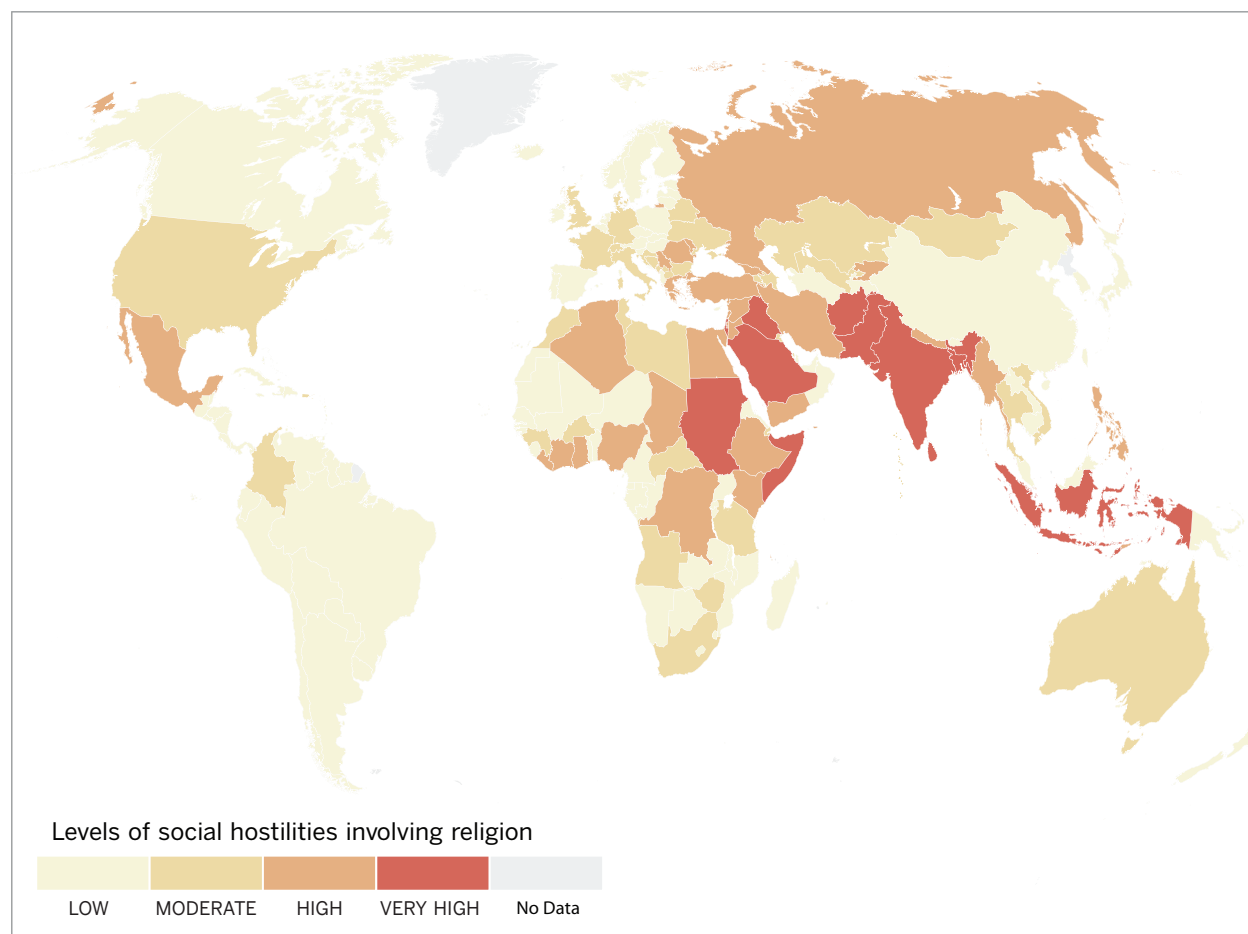 Levels of social hostilities involving religion
LOW MODERATE HIGH VERY HIGH No Data